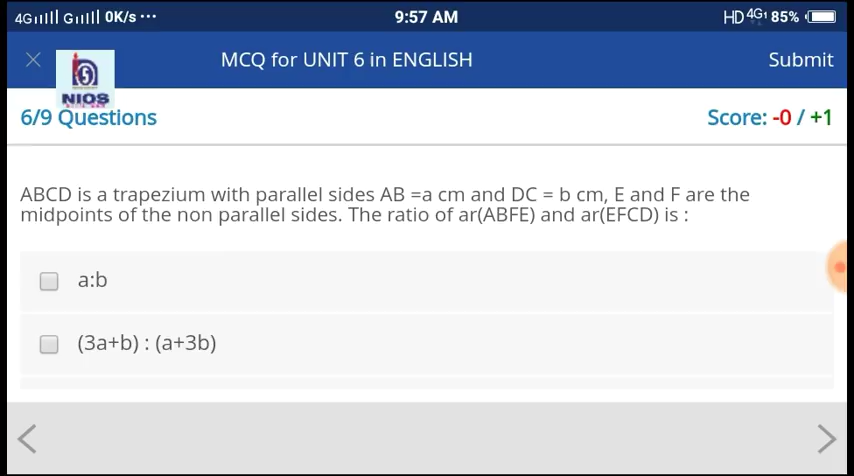 4G G 0K/s ··· 9:57 AM HD 4G 85%
MCQ for UNIT 6 in ENGLISH Submit
NIOS
6/9 Questions Score: -0 / +1
ABCD is a trapezium with parallel sides AB =a cm and DC = b cm, E and F are the
midpoints of the non parallel sides. The ratio of ar(ABFE) and ar(EFCD) is :
a:b
(3a+b) : (a+3b)